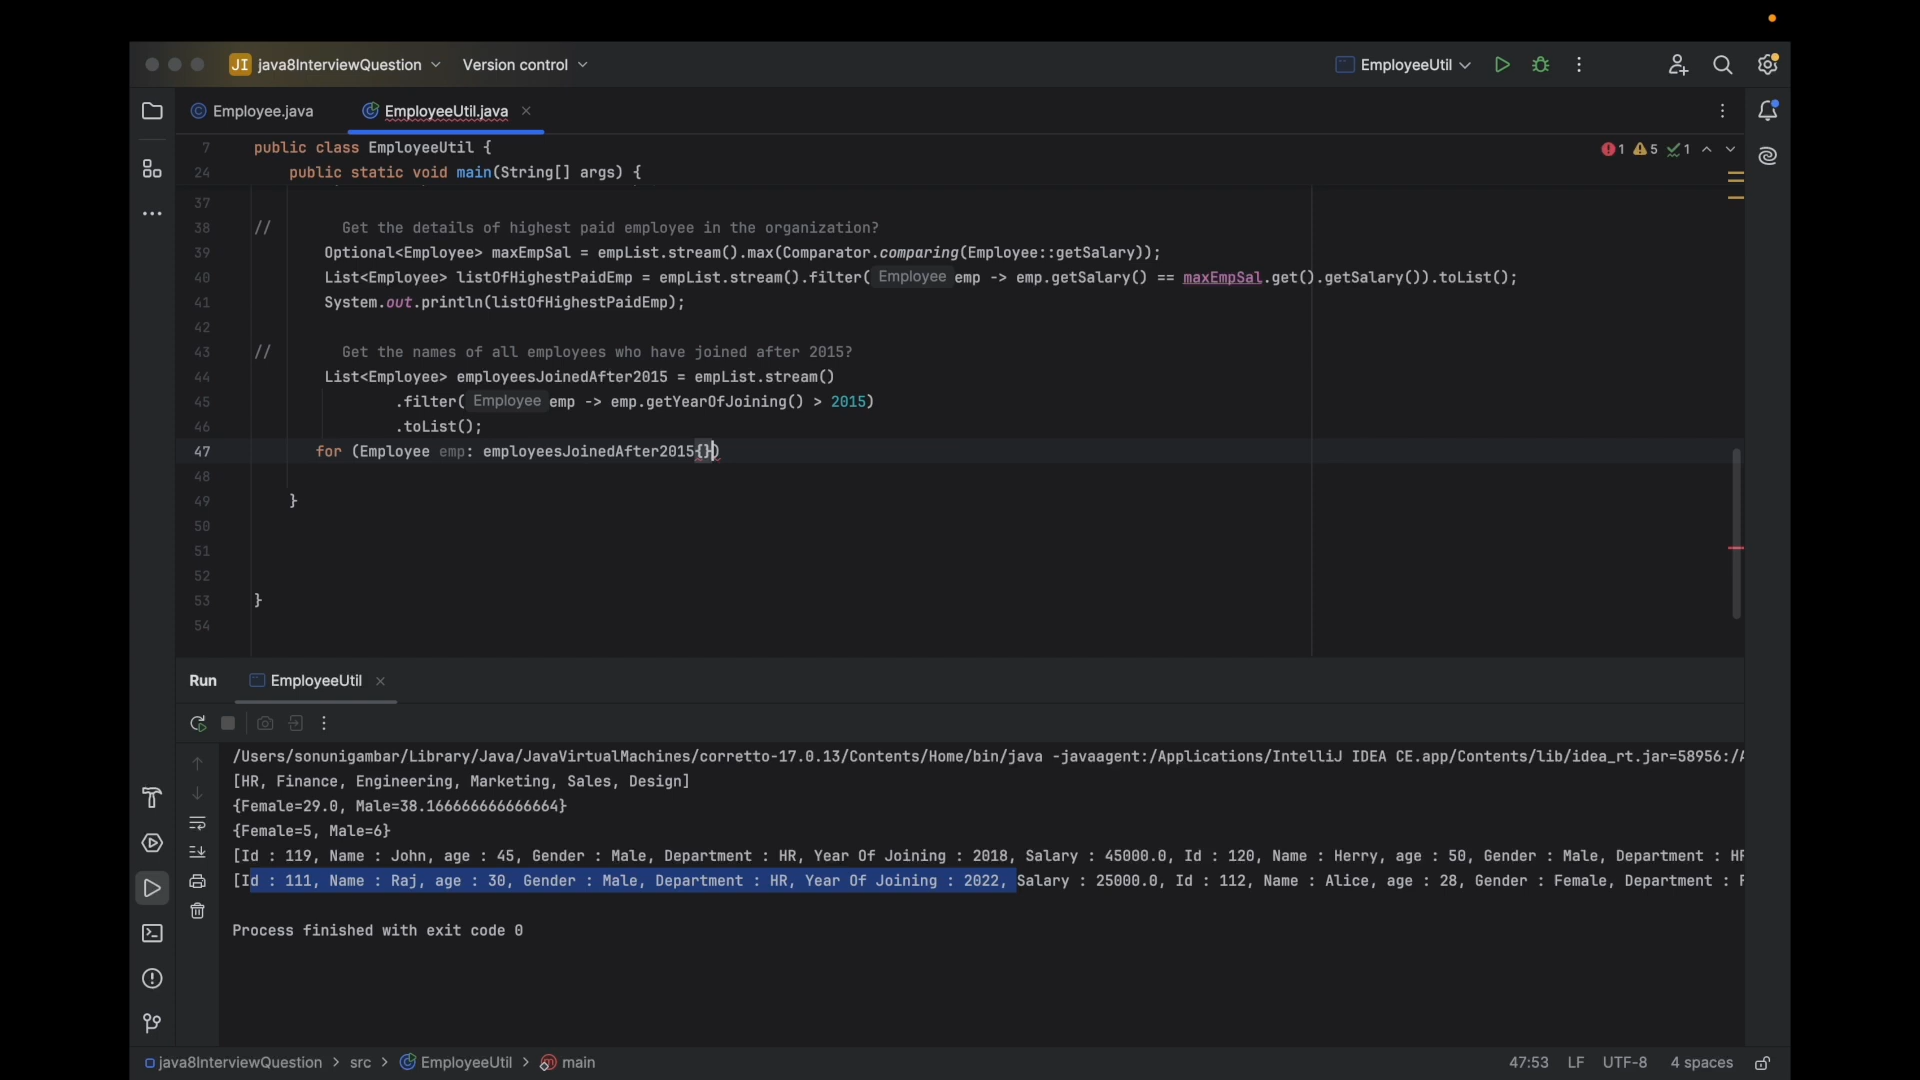 JI java8InterviewQuestion Version control EmployeeUtil
Employee.java EmployeeUtil.java
7 public class EmployeeUtil { 1 5 1
24 public static void main(String[] args) {
37
38 // Get the details of highest paid employee in the organization?
39 Optional<Employee> maxEmpSal = empList.stream().max(Comparator.comparing(Employee::getSalary));
40 List<Employee> listOfHighestPaidEmp = empList.stream().filter( Employee emp -> emp.getSalary() == maxEmpSal.get().getSalary()).toList();
41 System.out.println(listOfHighestPaidEmp);
42
43 // Get the names of all employees who have joined after 2015?
44 List<Employee> employeesJoinedAfter2015 = empList.stream()
45 .filter( Employee emp -> emp.getYearOfJoining() > 2015)
46 .toList();
47 for (Employee emp: employeesJoinedAfter2015{})
48
49 }
50
51
52
53 }
54
Run EmployeeUtil
/Users/sonunigambar/Library/Java/JavaVirtualMachines/corretto-17.0.13/Contents/Home/bin/java -javaagent:/Applications/IntelliJ IDEA CE.app/Contents/lib/idea_rt.jar=58956:/
[HR, Finance, Engineering, Marketing, Sales, Design]
{Female=29.0, Male=38.166666666666664}
{Female=5, Male=6}
[Id : 119, Name : John, age : 45, Gender : Male, Department : HR, Year Of Joining : 2018, Salary : 45000.0, Id : 120, Name : Herry, age : 50, Gender : Male, Department : HR
[Id : 111, Name : Raj, age : 30, Gender : Male, Department : HR, Year Of Joining : 2022, Salary : 25000.0, Id : 112, Name : Alice, age : 28, Gender : Female, Department : F
Process finished with exit code 0
java8InterviewQuestion > src > EmployeeUtil > main 47:53 LF UTF-8 4 spaces